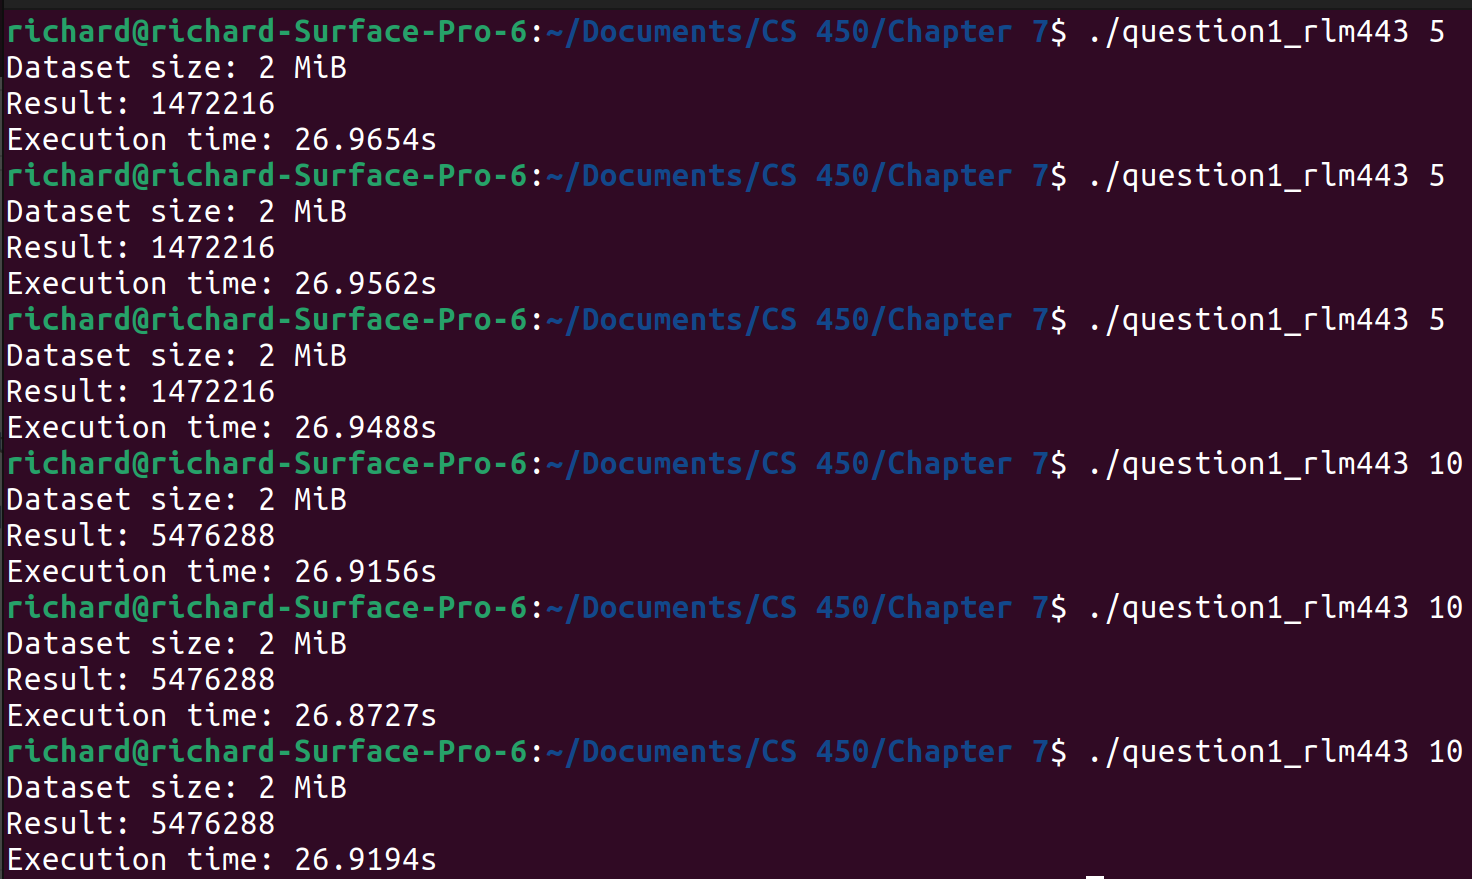 richard@richard-Surface-Pro-6:~/Documents/CS 450/Chapter 7$ ./question1_rlm443 5
Dataset size: 2 MiB
Result: 1472216
Execution time: 26.9654s
richard@richard-Surface-Pro-6:~/Documents/CS 450/Chapter 7$ ./question1_rlm443 5
Dataset size: 2 MiB
Result: 1472216
Execution time: 26.9562s
richard@richard-Surface-Pro-6:~/Documents/CS 450/Chapter 7$ ./question1_rlm443 5
Dataset size: 2 MiB
Result: 1472216
Execution time: 26.9488s
richard@richard-Surface-Pro-6:~/Documents/CS 450/Chapter 7$ ./question1_rlm443 10
Dataset size: 2 MiB
Result: 5476288
Execution time: 26.9156s
richard@richard-Surface-Pro-6:~/Documents/CS 450/Chapter 7$ ./question1_rlm443 10
Dataset size: 2 MiB
Result: 5476288
Execution time: 26.8727s
richard@richard-Surface-Pro-6:~/Documents/CS 450/Chapter 7$ ./question1_rlm443 10
Dataset size: 2 MiB
Result: 5476288
Execution time: 26.9194s